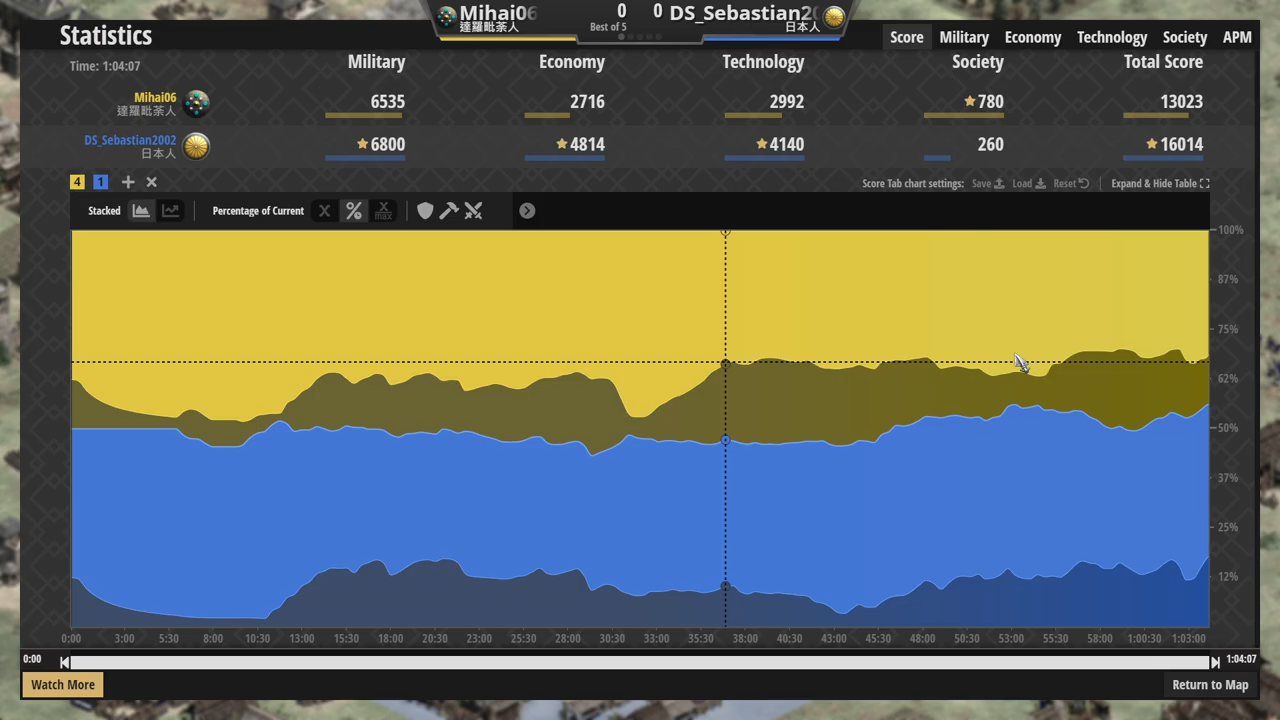 Mihai06 0 0 DS_Sebastian20
達羅毗荼人 Best of 5 日本人
Statistics
Score Military Economy Technology Society APM
Time: 1:04:07 Military Economy Technology Society Total Score
Mihai06 6535 2716 2992 780 13023
達羅毗荼人
DS_Sebastian2002 6800 4814 4140 260 16014
日本人
4 1 Score Tab chart settings: Save Load Reset Expand & Hide Table
Stacked Percentage of Current X % X/max
100%
87%
75%
62%
50%
37%
25%
12%
0:00 3:00 5:30 8:00 10:30 13:00 15:30 18:00 20:30 23:00 25:30 28:00 30:30 33:00 35:30 38:00 40:30 43:00 45:30 48:00 50:30 53:00 55:30 58:00 1:00:30 1:03:00
0:00 1:04:07
Watch More Return to Map